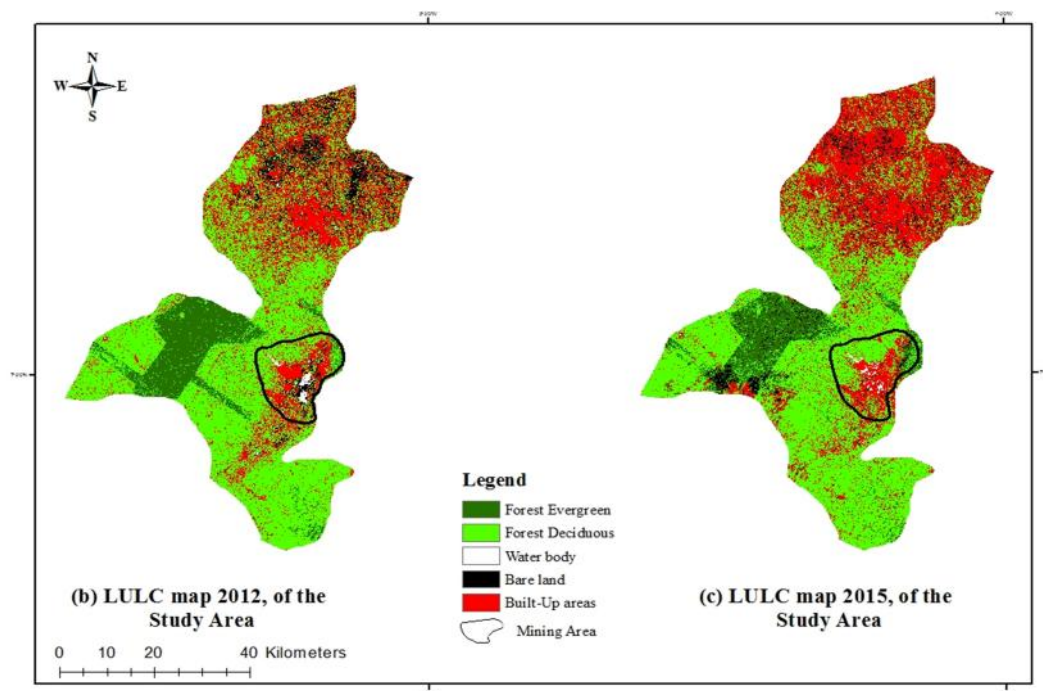 N
W E
S
Legend
Forest Evergreen
Forest Deciduous
Water body
Bare land
Built-Up areas
Mining Area
(b) LULC map 2012, of the
Study Area
(c) LULC map 2015, of the
Study Area
0 10 20 40 Kilometers